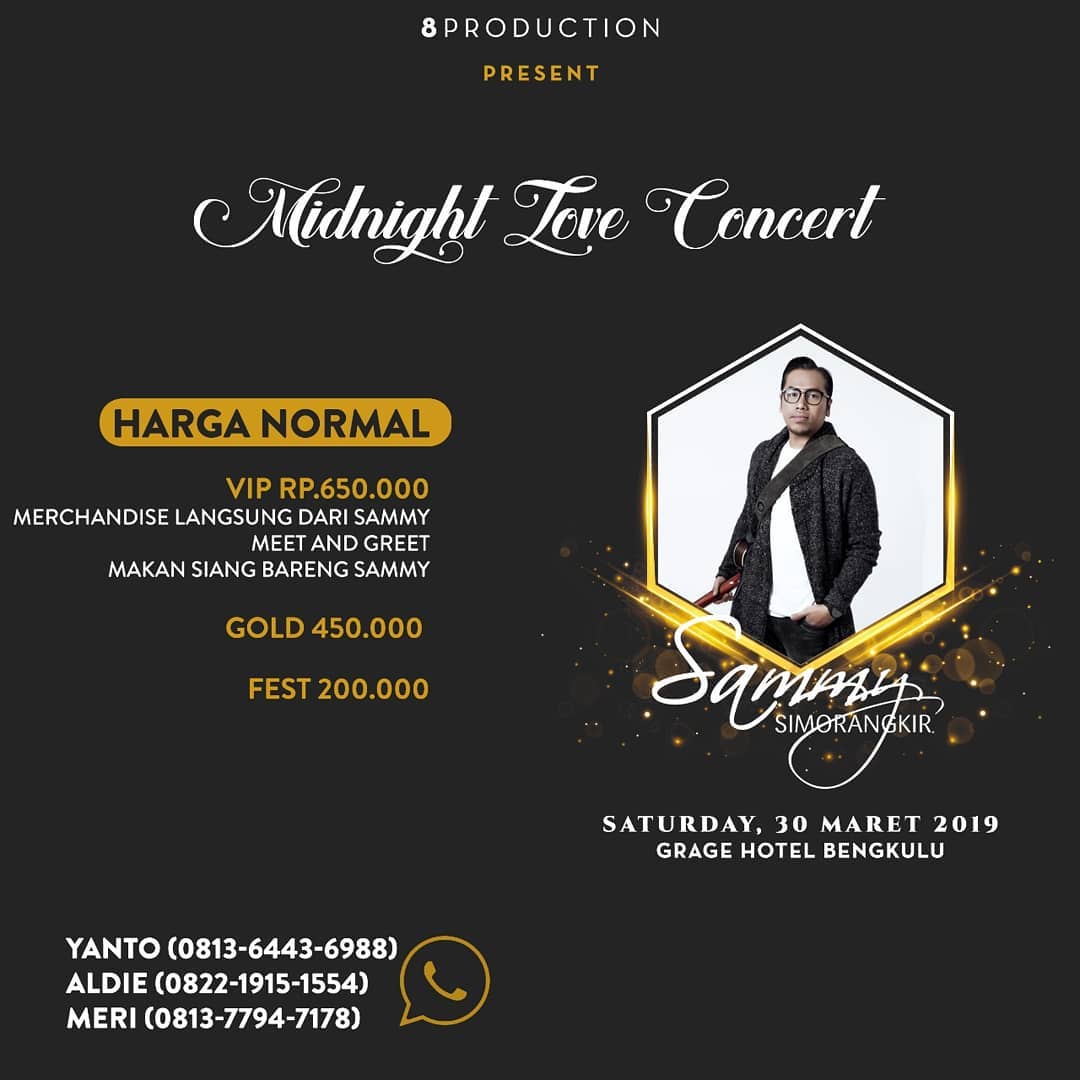 8PRODUCTION
PRESENT
Midnight Love Concert
HARGA NORMAL
VIP RP.650.000
MERCHANDISE LANGSUNG DARI SAMMY
MEET AND GREET
MAKAN SIANG BARENG SAMMY
GOLD 450.000
FEST 200.000
Sammy
SIMORANGKIR.
SATURDAY, 30 MARET 2019
GRAGE HOTEL BENGKULU
YANTO (0813-6443-6988)
ALDIE (0822-1915-1554)
MERI (0813-7794-7178)